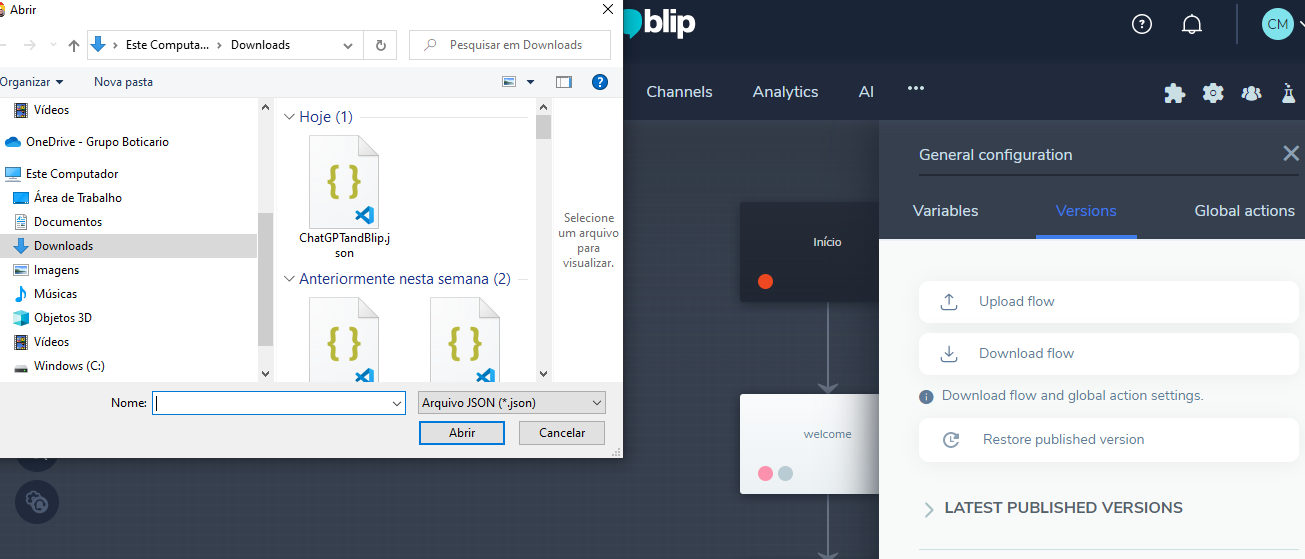 Abrir
Este Computa... > Downloads
Pesquisar em Downloads
Organizar
Nova pasta
Vídeos
OneDrive - Grupo Boticario
Este Computador
Área de Trabalho
Documentos
Downloads
Imagens
Músicas
Objetos 3D
Vídeos
Windows (C:)
Hoje (1)
ChatGPTandBlip.j
son
Anteriormente nesta semana (2)
Selecione
um arquivo
para
visualizar.
Nome:
Arquivo JSON (*.json)
Abrir
Cancelar
blip
CM
Channels
Analytics
AI
Início
welcome
General configuration
Variables
Versions
Global actions
Upload flow
Download flow
Download flow and global action settings.
Restore published version
LATEST PUBLISHED VERSIONS